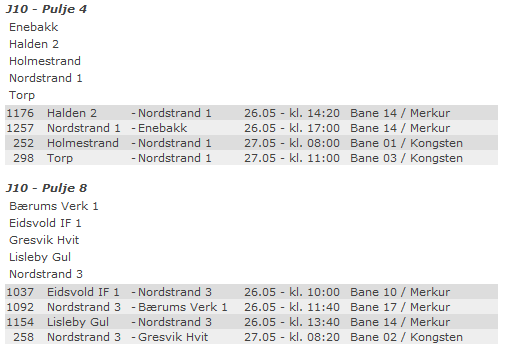 J10 - Pulje 4
Enebakk
Halden 2
Holmestrand
Nordstrand 1
Torp
1176 Halden 2 - Nordstrand 1 26.05 - kl. 14:20 Bane 14 / Merkur
1257 Nordstrand 1 - Enebakk 26.05 - kl. 17:00 Bane 14 / Merkur
252 Holmestrand - Nordstrand 1 27.05 - kl. 08:00 Bane 01 / Kongsten
298 Torp - Nordstrand 1 27.05 - kl. 11:00 Bane 03 / Kongsten
J10 - Pulje 8
Bærums Verk 1
Eidsvold IF 1
Gresvik Hvit
Lisleby Gul
Nordstrand 3
1037 Eidsvold IF 1 - Nordstrand 3 26.05 - kl. 10:00 Bane 10 / Merkur
1092 Nordstrand 3 - Bærums Verk 1 26.05 - kl. 11:40 Bane 17 / Merkur
1154 Lisleby Gul - Nordstrand 3 26.05 - kl. 13:40 Bane 14 / Merkur
258 Nordstrand 3 - Gresvik Hvit 27.05 - kl. 08:20 Bane 02 / Kongsten